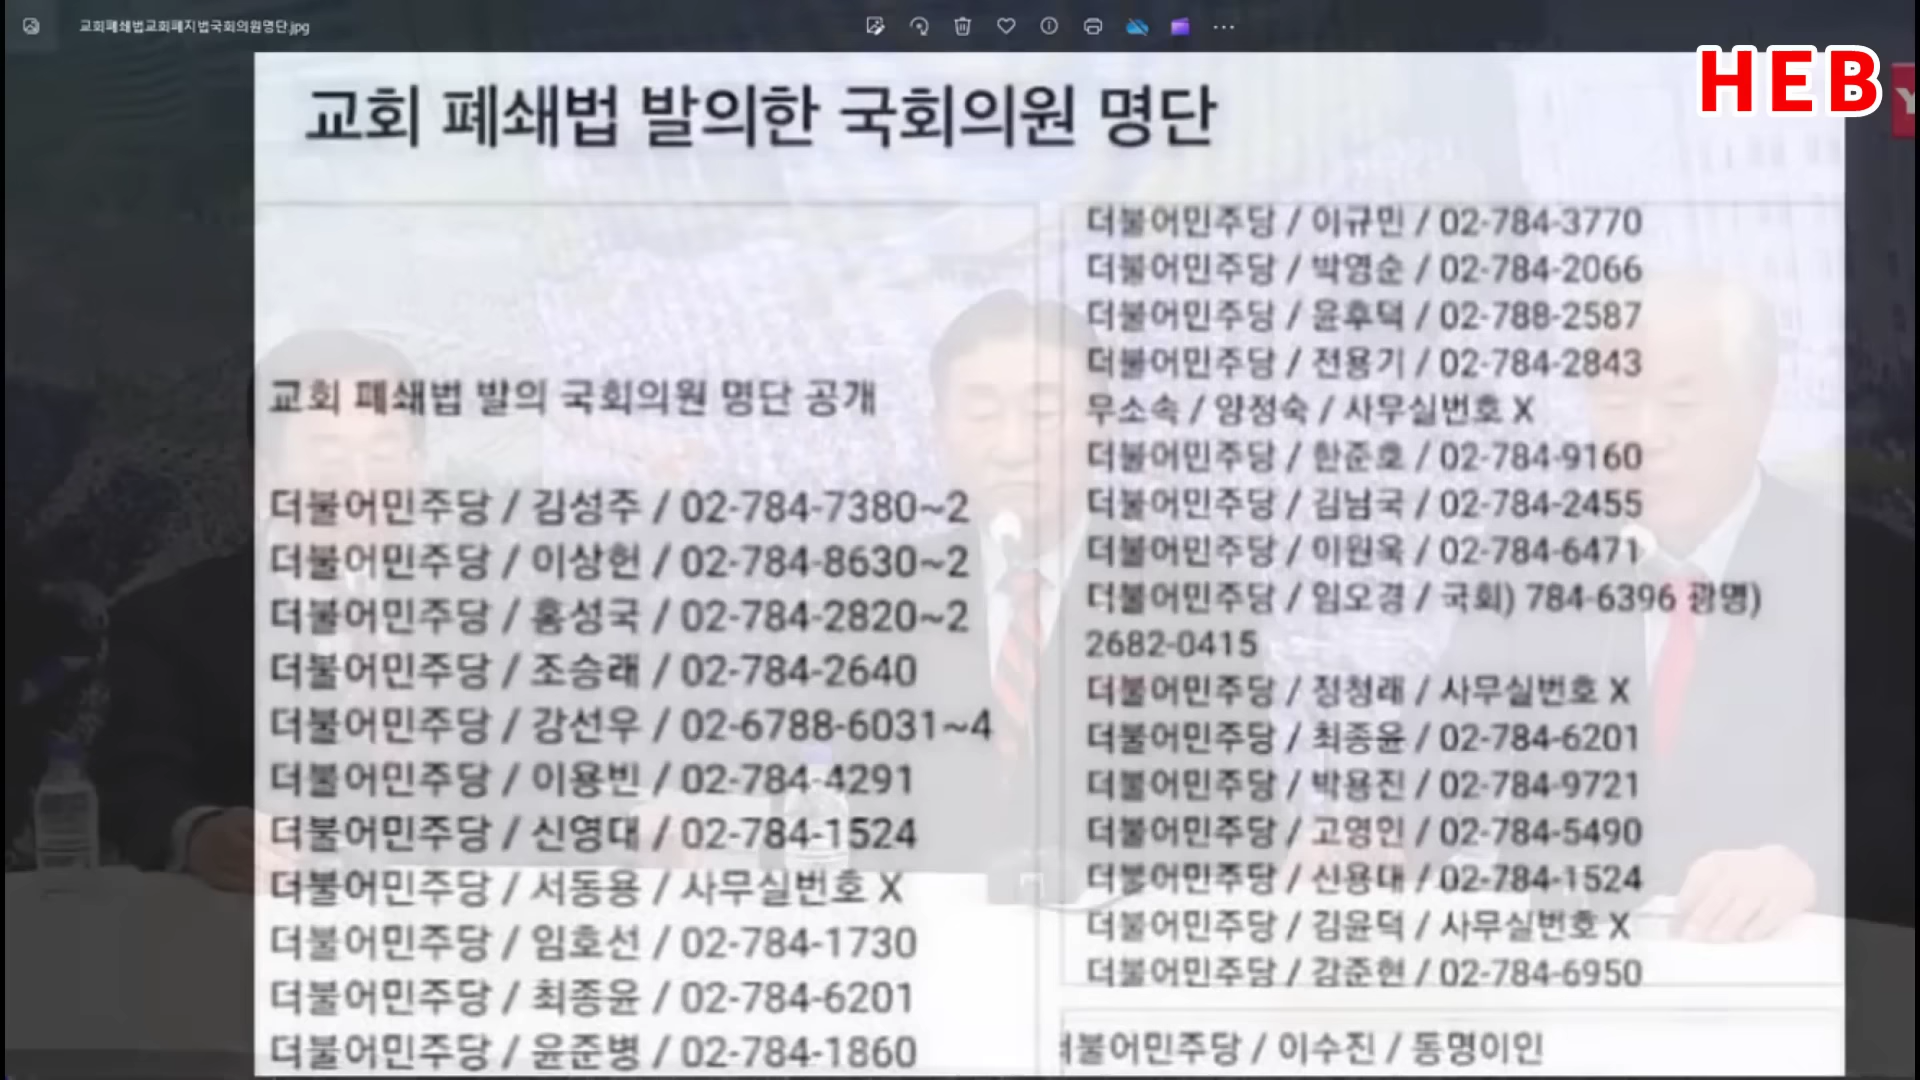 교회폐쇄법교회폐지법국회의원명단.jpg
HEB
Y
교회 폐쇄법 발의한 국회의원 명단
교회 폐쇄법 발의 국회의원 명단 공개
더불어민주당 / 김성주 / 02-784-7380~2
더불어민주당 / 이상헌 / 02-784-8630~2
더불어민주당 / 홍성국 / 02-784-2820~2
더불어민주당 / 조승래 / 02-784-2640
더불어민주당 / 강선우 / 02-6788-6031~4
더불어민주당 / 이용빈 / 02-784-4291
더불어민주당 / 신영대 / 02-784-1524
더불어민주당 / 서동용 / 사무실번호 X
더불어민주당 / 임호선 / 02-784-1730
더불어민주당 / 최종윤 / 02-784-6201
더불어민주당 / 윤준병 / 02-784-1860
더불어민주당 / 이규민 / 02-784-3770
더불어민주당 / 박영순 / 02-784-2066
더불어민주당 / 윤후덕 / 02-788-2587
더불어민주당 / 전용기 / 02-784-2843
무소속 / 양정숙 / 사무실번호 X
더불어민주당 / 한준호 / 02-784-9160
더불어민주당 / 김남국 / 02-784-2455
더불어민주당 / 이원욱 / 02-784-6471
더불어민주당 / 임오경 / 국회) 784-6396 광명)
2682-0415
더불어민주당 / 정청래 / 사무실번호 X
더불어민주당 / 최종윤 / 02-784-6201
더불어민주당 / 박용진 / 02-784-9721
더불어민주당 / 고영인 / 02-784-5490
더불어민주당 / 신용대 / 02-784-1524
더불어민주당 / 김윤덕 / 사무실번호 X
더불어민주당 / 강준현 / 02-784-6950
더불어민주당 / 이수진 / 동명이인